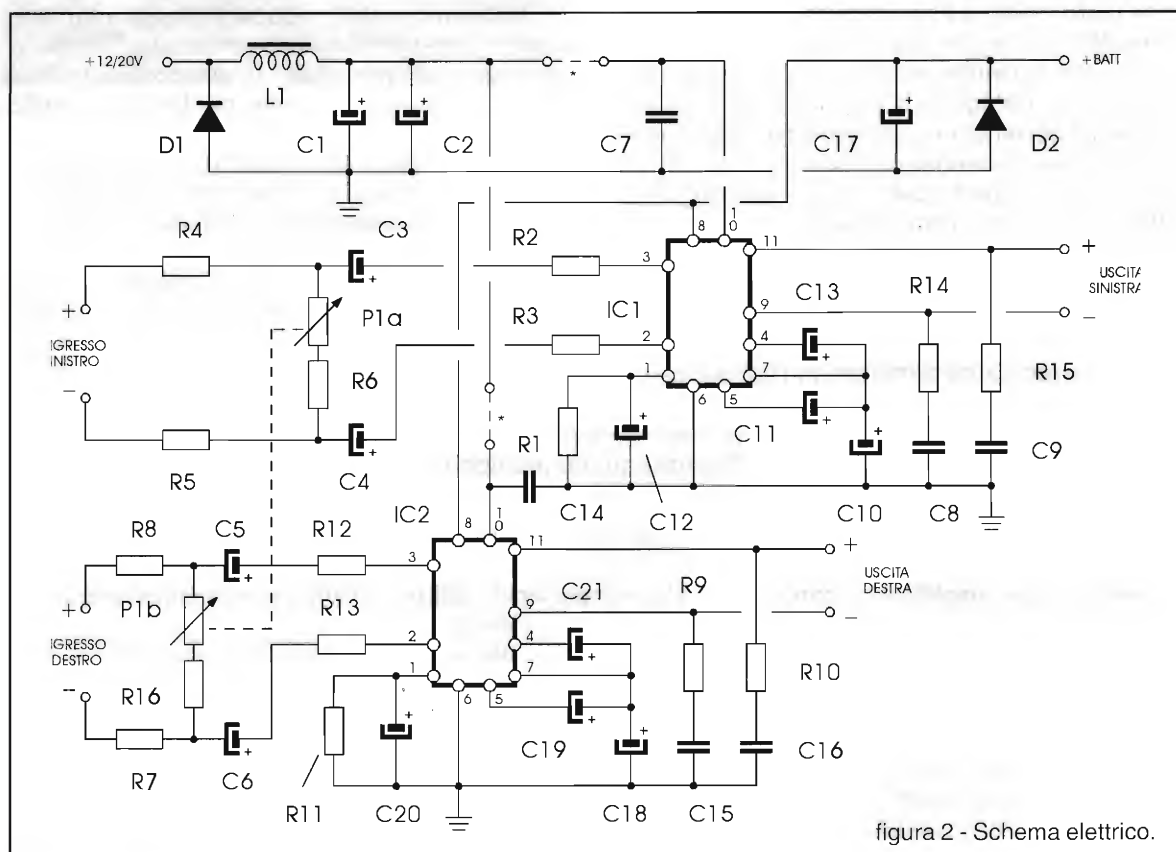 +12/20V
L1
D1
C1
C2
*
C7
C17
D2
+BATT
R4
C3
R2
8
10
3
11
+
USCITA
SINISTRA
−
IC1
C13
R14
9
R3
2
4
1
7
6
5
R15
+
IGRESSO
INISTRO
−
P1a
R6
R5
C4
*
R1
C14
C12
C11
C10
C8
C9
IC2
8
10
R8
C5
R12
3
11
+
USCITA
DESTRA
−
C21
R9
9
+
IGRESSO
DESTRO
−
P1b
R13
2
4
1
7
6
5
R10
R16
R7
C6
R11
C20
C19
C18
C15
C16
figura 2 - Schema elettrico.